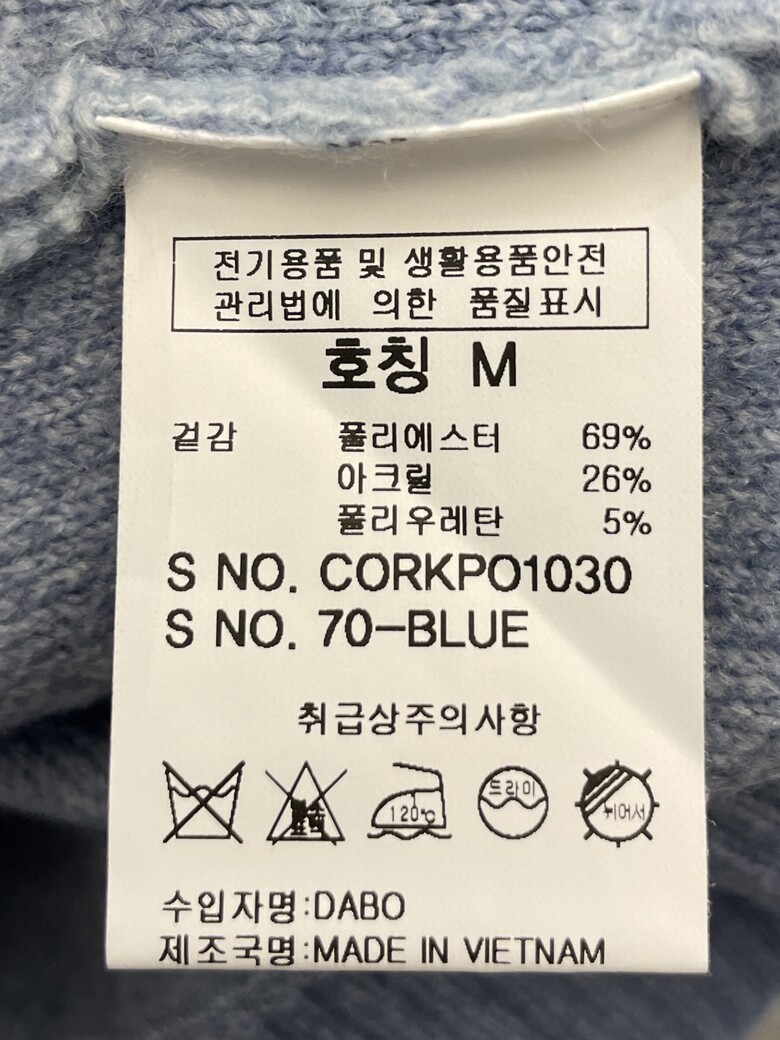 전기용품 및 생활용품안전
관리법에 의한 품질표시
호칭 M
겉감 폴리에스터 69%
아크릴 26%
폴리우레탄 5%
S NO. CORKPO1030
S NO. 70-BLUE
취급상주의사항
120℃ 드라이 뉘어서
수입자명:DABO
제조국명:MADE IN VIETNAM